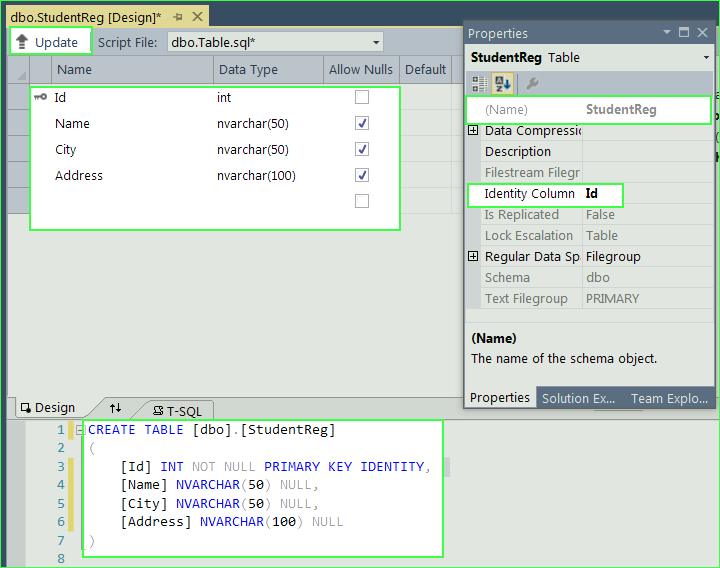 dbo.StudentReg [Design]*
Update Script File: dbo.Table.sql*
Name Data Type Allow Nulls Default
Id int
Name nvarchar(50)
City nvarchar(50)
Address nvarchar(100)
Properties
StudentReg Table
(Name) StudentReg
Data Compressio
Description
Filestream Filegr
Identity Column Id
Is Replicated False
Lock Escalation Table
Regular Data Spa Filegroup
Schema dbo
Text Filegroup PRIMARY
(Name)
The name of the schema object.
Properties Solution Ex... Team Explo...
Design T-SQL
1 CREATE TABLE [dbo].[StudentReg]
2 (
3 [Id] INT NOT NULL PRIMARY KEY IDENTITY,
4 [Name] NVARCHAR(50) NULL,
5 [City] NVARCHAR(50) NULL,
6 [Address] NVARCHAR(100) NULL
7 )
8